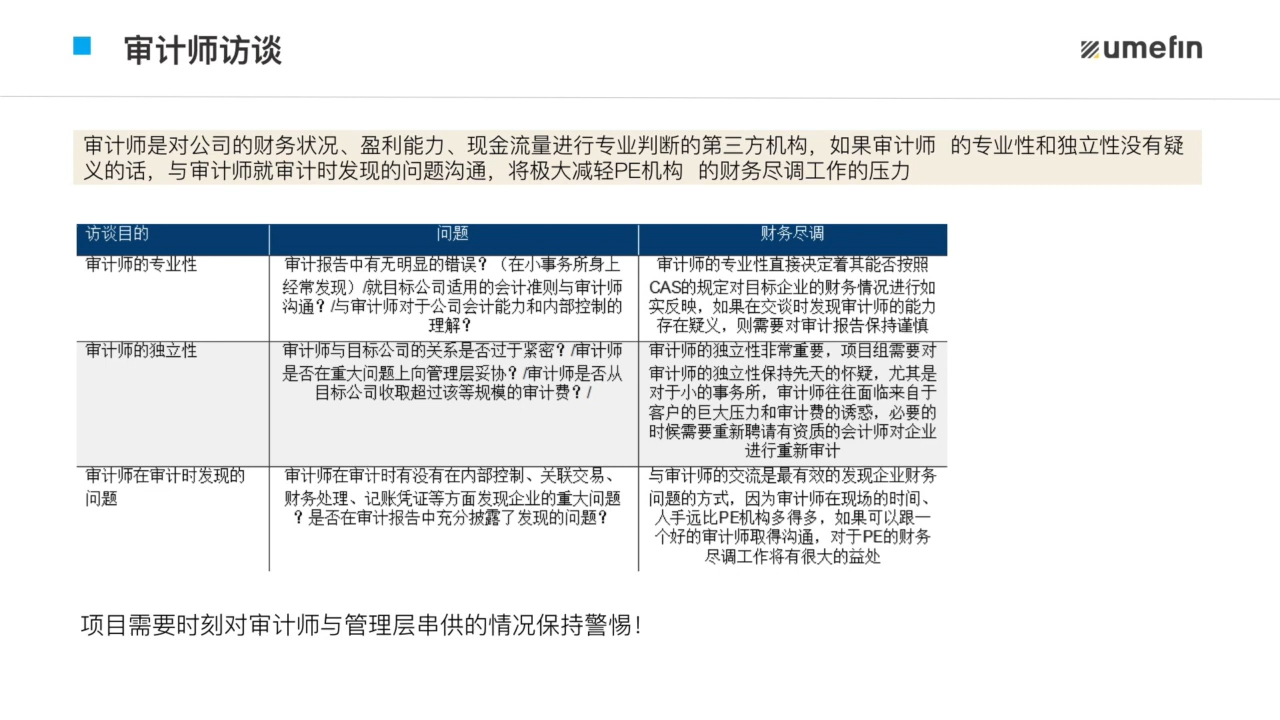 审计师访谈
umefin
审计师是对公司的财务状况、盈利能力、现金流量进行专业判断的第三方机构，如果审计师 的专业性和独立性没有疑
义的话，与审计师就审计时发现的问题沟通，将极大减轻PE机构 的财务尽调工作的压力
访谈目的
问题
财务尽调
审计师的专业性
审计报告中有无明显的错误？（在小事务所身上
经常发现）/就目标公司适用的会计准则与审计师
沟通？/与审计师对于公司会计能力和内部控制的
理解？
审计师的专业性直接决定着其能否按照
CAS的规定对目标企业的财务情况进行如
实反映，如果在交谈时发现审计师的能力
存在疑义，则需要对审计报告保持谨慎
审计师的独立性
审计师与目标公司的关系是否过于紧密？/审计师
是否在重大问题上向管理层妥协？/审计师是否从
目标公司收取超过该等规模的审计费？/
审计师的独立性非常重要，项目组需要对
审计师的独立性保持先天的怀疑，尤其是
对于小的事务所，审计师往往面临来自于
客户的巨大压力和审计费的诱惑，必要的
时候需要重新聘请有资质的会计师对企业
进行重新审计
审计师在审计时发现的
问题
审计师在审计时有没有在内部控制、关联交易、
财务处理、记账凭证等方面发现企业的重大问题
？是否在审计报告中充分披露了发现的问题？
与审计师的交流是最有效的发现企业财务
问题的方式，因为审计师在现场的时间、
人手远比PE机构多得多，如果可以跟一
个好的审计师取得沟通，对于PE的财务
尽调工作将有很大的益处
项目需要时刻对审计师与管理层串供的情况保持警惕！